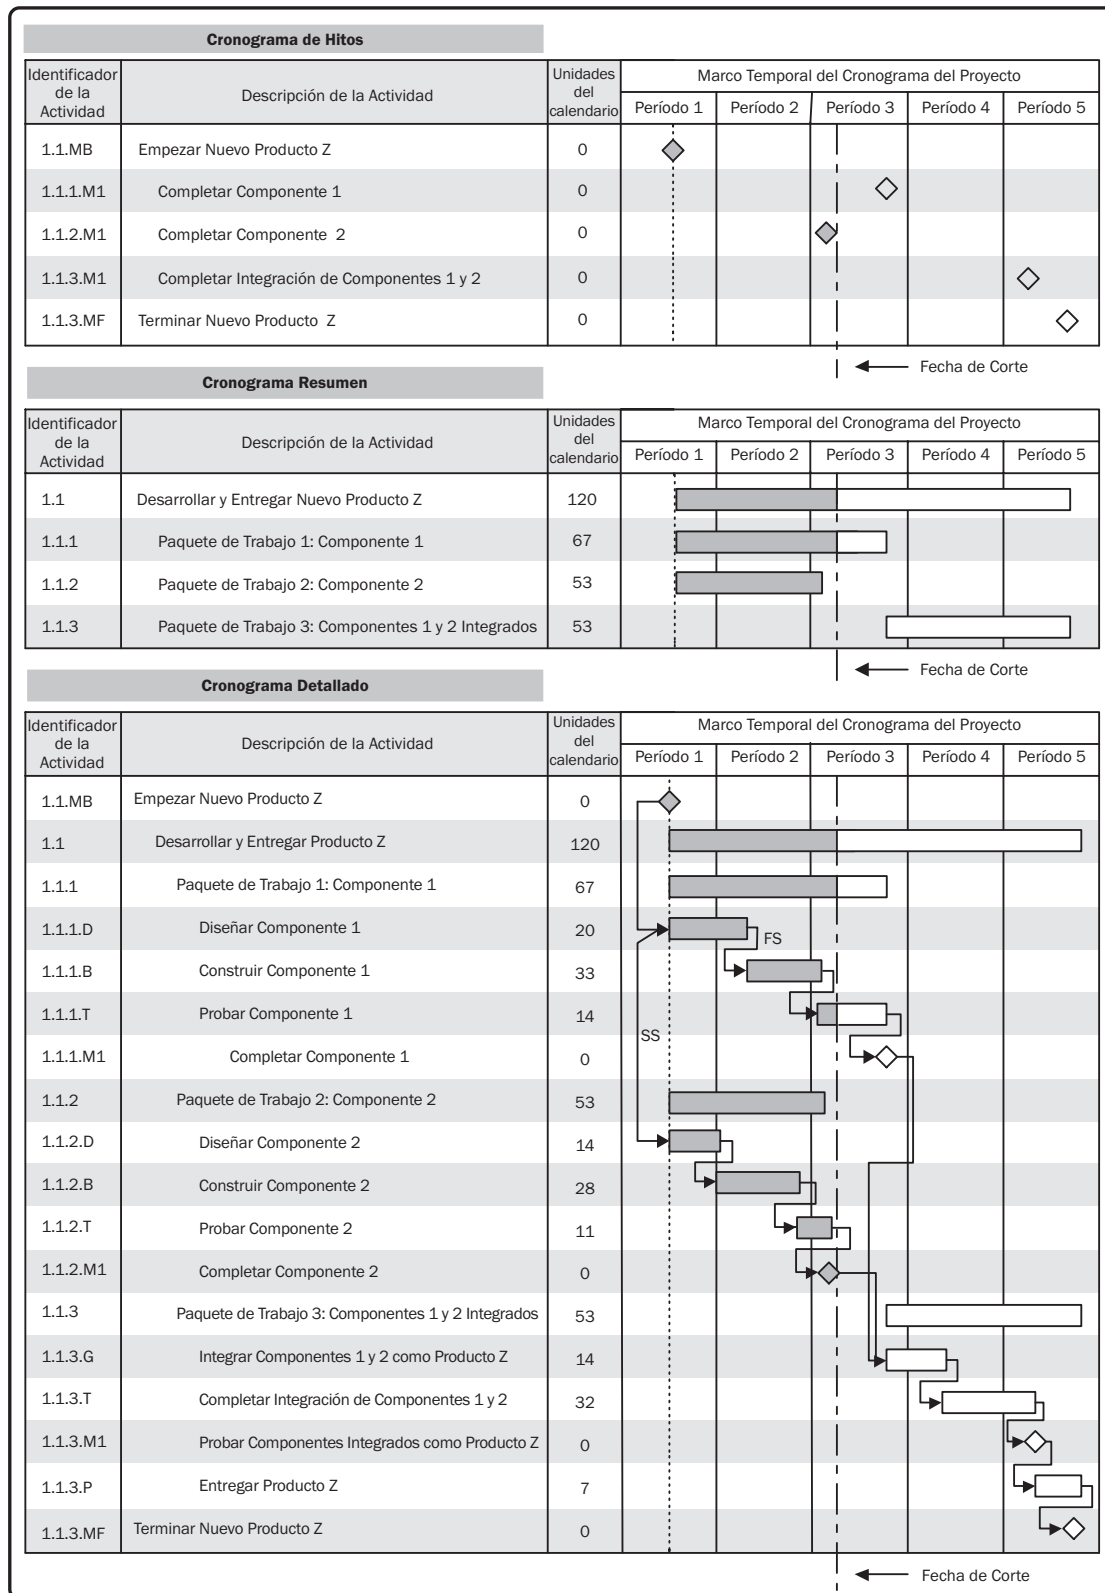 Cronograma de Hitos
Identificador de la Actividad Descripción de la Actividad Unidades del calendario Marco Temporal del Cronograma del Proyecto
Período 1 Período 2 Período 3 Período 4 Período 5
1.1.MB Empezar Nuevo Producto Z 0
1.1.1.M1 Completar Componente 1 0
1.1.2.M1 Completar Componente 2 0
1.1.3.M1 Completar Integración de Componentes 1 y 2 0
1.1.3.MF Terminar Nuevo Producto Z 0
Fecha de Corte
Cronograma Resumen
Identificador de la Actividad Descripción de la Actividad Unidades del calendario Marco Temporal del Cronograma del Proyecto
Período 1 Período 2 Período 3 Período 4 Período 5
1.1 Desarrollar y Entregar Nuevo Producto Z 120
1.1.1 Paquete de Trabajo 1: Componente 1 67
1.1.2 Paquete de Trabajo 2: Componente 2 53
1.1.3 Paquete de Trabajo 3: Componentes 1 y 2 Integrados 53
Fecha de Corte
Cronograma Detallado
Identificador de la Actividad Descripción de la Actividad Unidades del calendario Marco Temporal del Cronograma del Proyecto
Período 1 Período 2 Período 3 Período 4 Período 5
1.1.MB Empezar Nuevo Producto Z 0
1.1 Desarrollar y Entregar Producto Z 120
1.1.1 Paquete de Trabajo 1: Componente 1 67
1.1.1.D Diseñar Componente 1 20
FS
1.1.1.B Construir Componente 1 33
1.1.1.T Probar Componente 1 14
SS
1.1.1.M1 Completar Componente 1 0
1.1.2 Paquete de Trabajo 2: Componente 2 53
1.1.2.D Diseñar Componente 2 14
1.1.2.B Construir Componente 2 28
1.1.2.T Probar Componente 2 11
1.1.2.M1 Completar Componente 2 0
1.1.3 Paquete de Trabajo 3: Componentes 1 y 2 Integrados 53
1.1.3.G Integrar Componentes 1 y 2 como Producto Z 14
1.1.3.T Completar Integración de Componentes 1 y 2 32
1.1.3.M1 Probar Componentes Integrados como Producto Z 0
1.1.3.P Entregar Producto Z 7
1.1.3.MF Terminar Nuevo Producto Z 0
Fecha de Corte